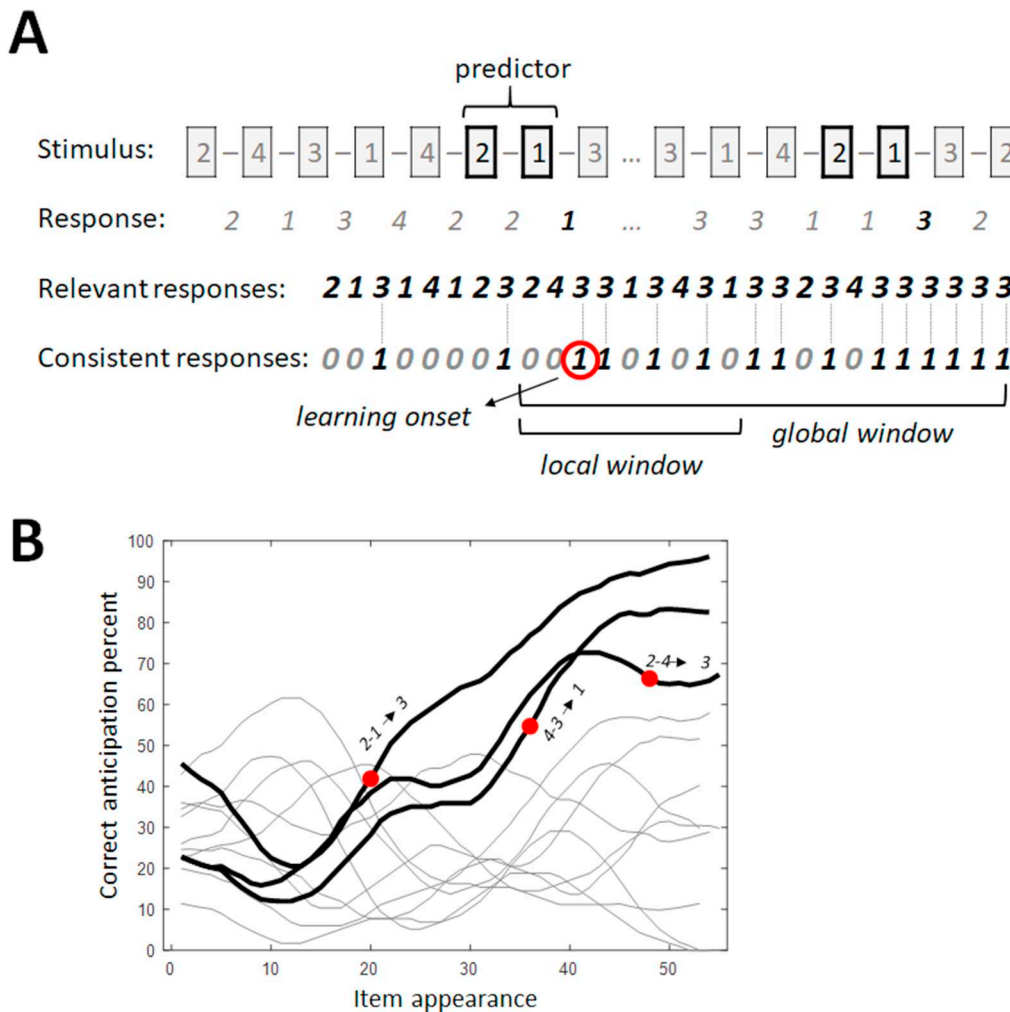 A
predictor
Stimulus: 2 – 4 – 3 – 1 – 4 – 2 – 1 – 3 ... 3 – 1 – 4 – 2 – 1 – 3 – 2
Response: 2 1 3 4 2 2 1 ... 3 3 1 1 3 2
Relevant responses: 2 1 3 1 4 1 2 3 2 4 3 3 1 3 4 3 1 3 3 2 3 4 3 3 3 3 3 3
Consistent responses: 0 0 1 0 0 0 0 1 0 0 1 1 0 1 0 1 0 1 1 0 1 0 1 1 1 1 1 1
learning onset
global window
local window
B
Correct anticipation percent
100
90
80
70
60
50
40
30
20
10
0
2-1→ 3
4-3→ 1
2-4→ 3
0 10 20 30 40 50
Item appearance